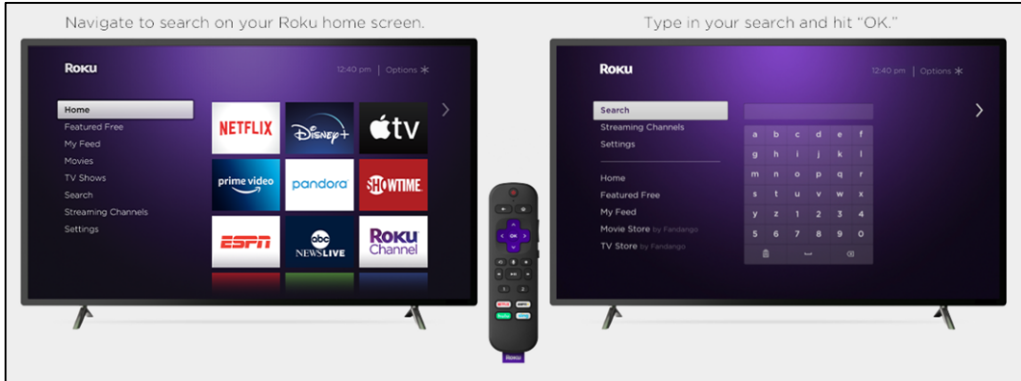 Navigate to search on your Roku home screen.
Type in your search and hit “OK.”
Roku
12:40 pm | Options
Home
Featured Free
My Feed
Movies
TV Shows
Search
Streaming Channels
Settings
NETFLIX
Disney+
tv
prime video
pandora
SHOWTIME
ESPN
abc
NEWSLIVE
Roku
Channel
OK
1 2
NETFLIX
hulu
Roku
Roku
12:40 pm | Options
Search
Streaming Channels
Settings
Home
Featured Free
My Feed
Movie Store by Fandango
TV Store by Fandango
a b c d e f
g h i j k l
m n o p q r
s t u v w x
y z 1 2 3 4
5 6 7 8 9 0